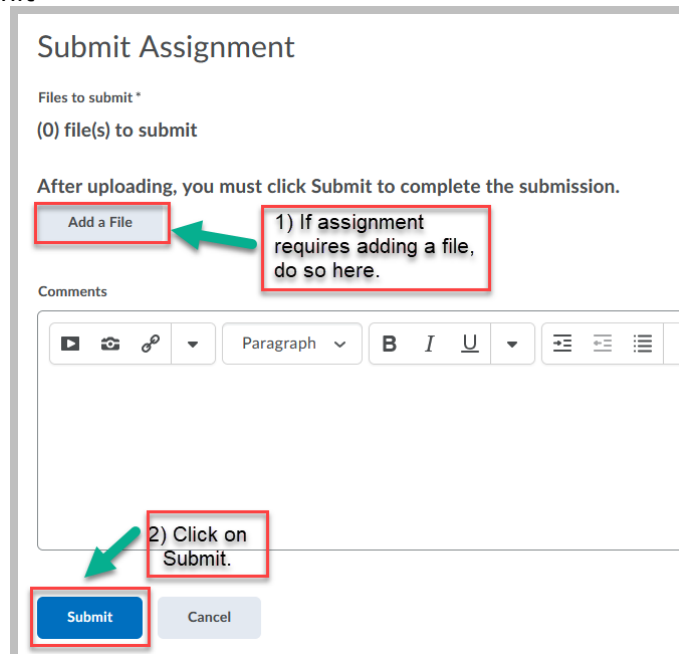 Submit Assignment
Files to submit *
(0) file(s) to submit
After uploading, you must click Submit to complete the submission.
Add a File
1) If assignment
requires adding a file,
do so here.
Comments
Paragraph B I U
2) Click on
Submit.
Submit Cancel